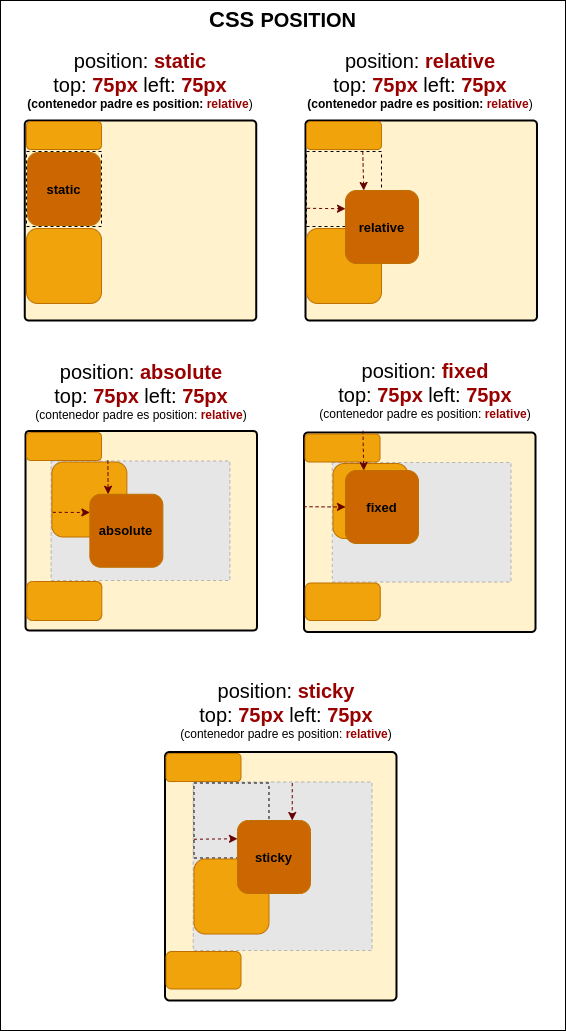 CSS POSITION
position: static
top: 75px left: 75px
(contenedor padre es position: relative)
static
position: relative
top: 75px left: 75px
(contenedor padre es position: relative)
relative
position: absolute
top: 75px left: 75px
(contenedor padre es position: relative)
absolute
position: fixed
top: 75px left: 75px
(contenedor padre es position: relative)
fixed
position: sticky
top: 75px left: 75px
(contenedor padre es position: relative)
sticky